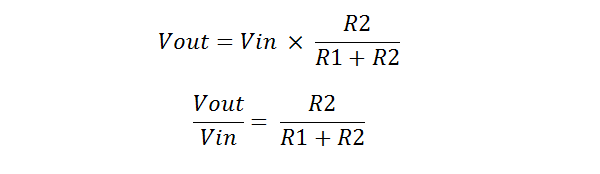 Vout = Vin × R2 / (R1 + R2)
Vout / Vin = R2 / (R1 + R2)